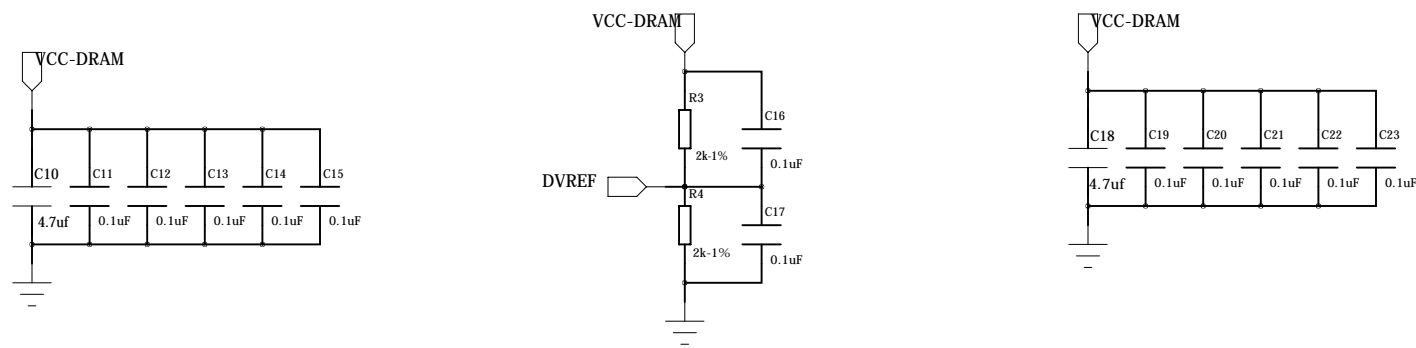 VCC-DRAM
C10
C11
C12
C13
C14
C15
4.7uf
0.1uF
0.1uF
0.1uF
0.1uF
0.1uF
VCC-DRAM
R3
C16
2k-1%
0.1uF
DVREF
R4
C17
2k-1%
0.1uF
VCC-DRAM
C18
C19
C20
C21
C22
C23
4.7uf
0.1uF
0.1uF
0.1uF
0.1uF
0.1uF